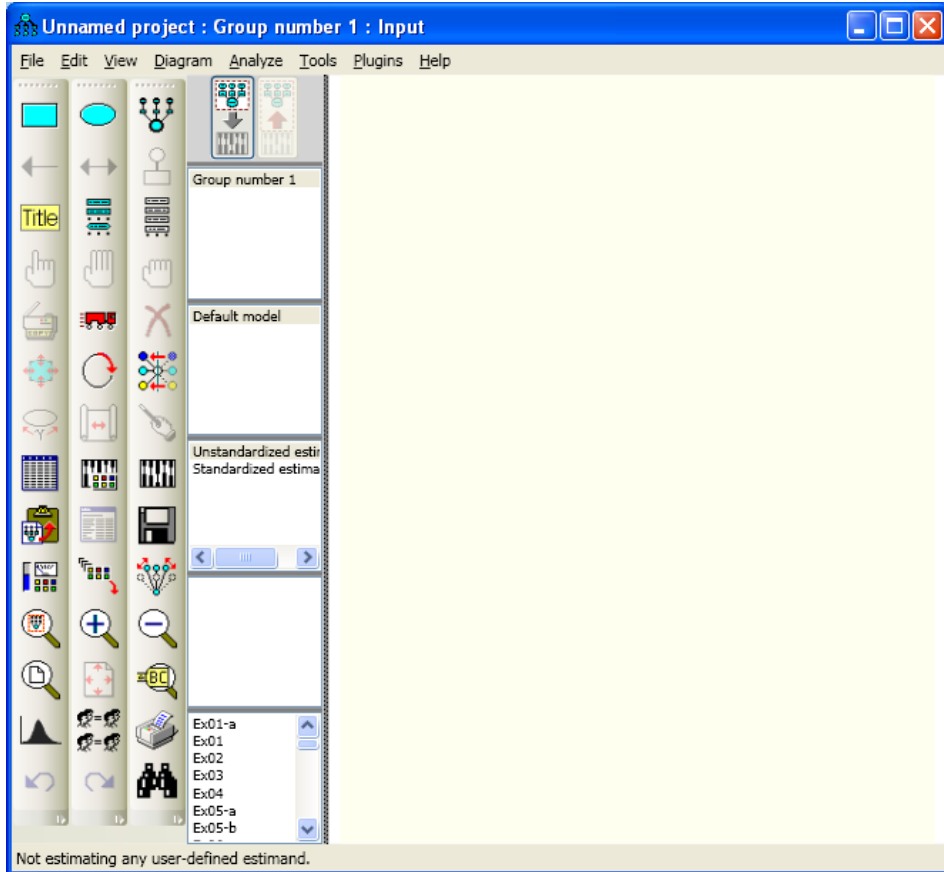 Unnamed project : Group number 1 : Input
File Edit View Diagram Analyze Tools Plugins Help
Title
Group number 1
Default model
Unstandardized estin
Standardized estima
Ex01-a
Ex01
Ex02
Ex03
Ex04
Ex05-a
Ex05-b
Not estimating any user-defined estimand.